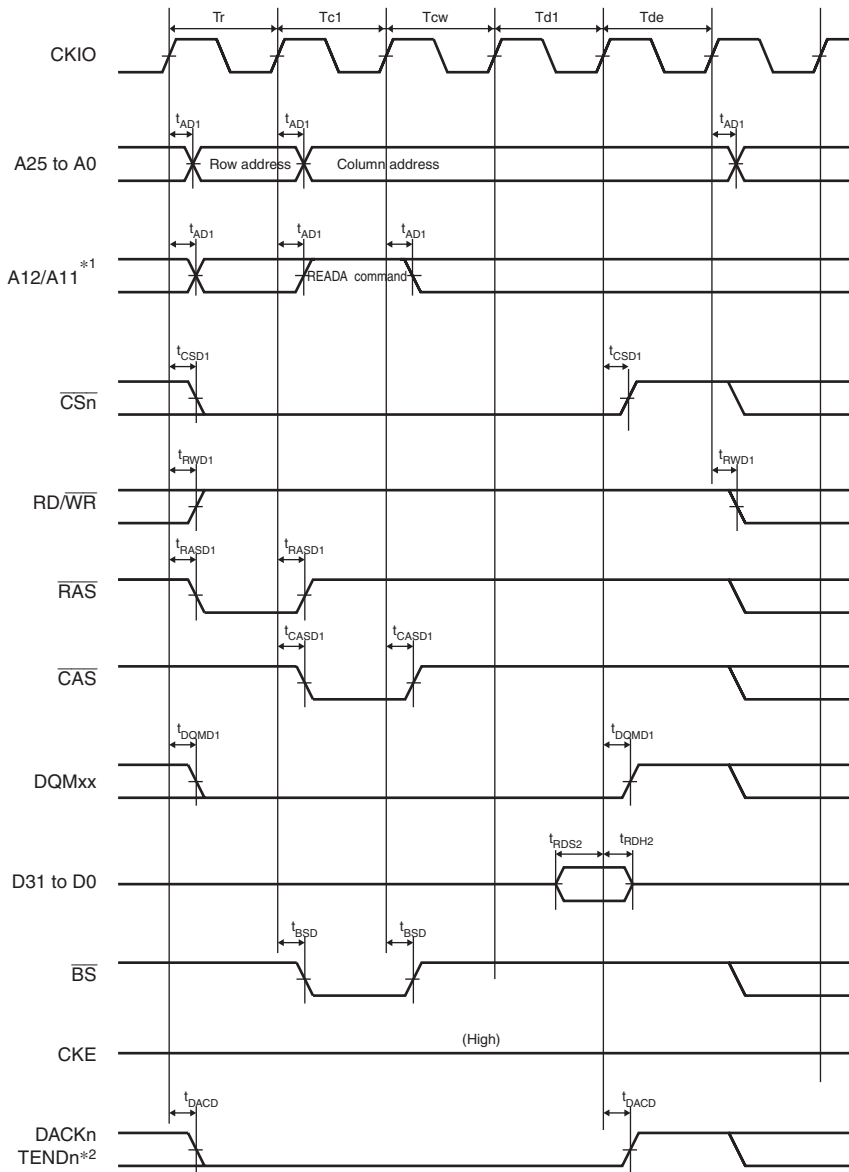 Tr Tc1 Tcw Td1 Tde
CKIO
tAD1 tAD1 tAD1
A25 to A0 Row address Column address
tAD1 tAD1 tAD1
A12/A11*1 READA command
tCSD1 tCSD1
CSn
tRWD1 tRWD1
RD/WR
tRASD1 tRASD1
RAS
tCASD1 tCASD1
CAS
tDQMD1 tDQMD1
DQMxx
tRDS2 tRDH2
D31 to D0
tBSD tBSD
BS
(High)
CKE
tDACD tDACD
DACKn
TENDn*2